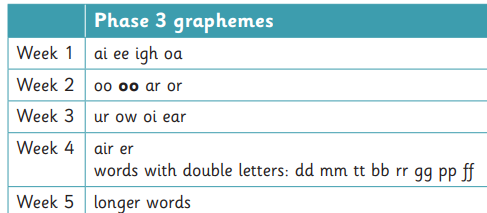 Phase 3 graphemes
Week 1 ai ee igh oa
Week 2 oo oo ar or
Week 3 ur ow oi ear
Week 4 air er
words with double letters: dd mm tt bb rr gg pp ff
Week 5 longer words